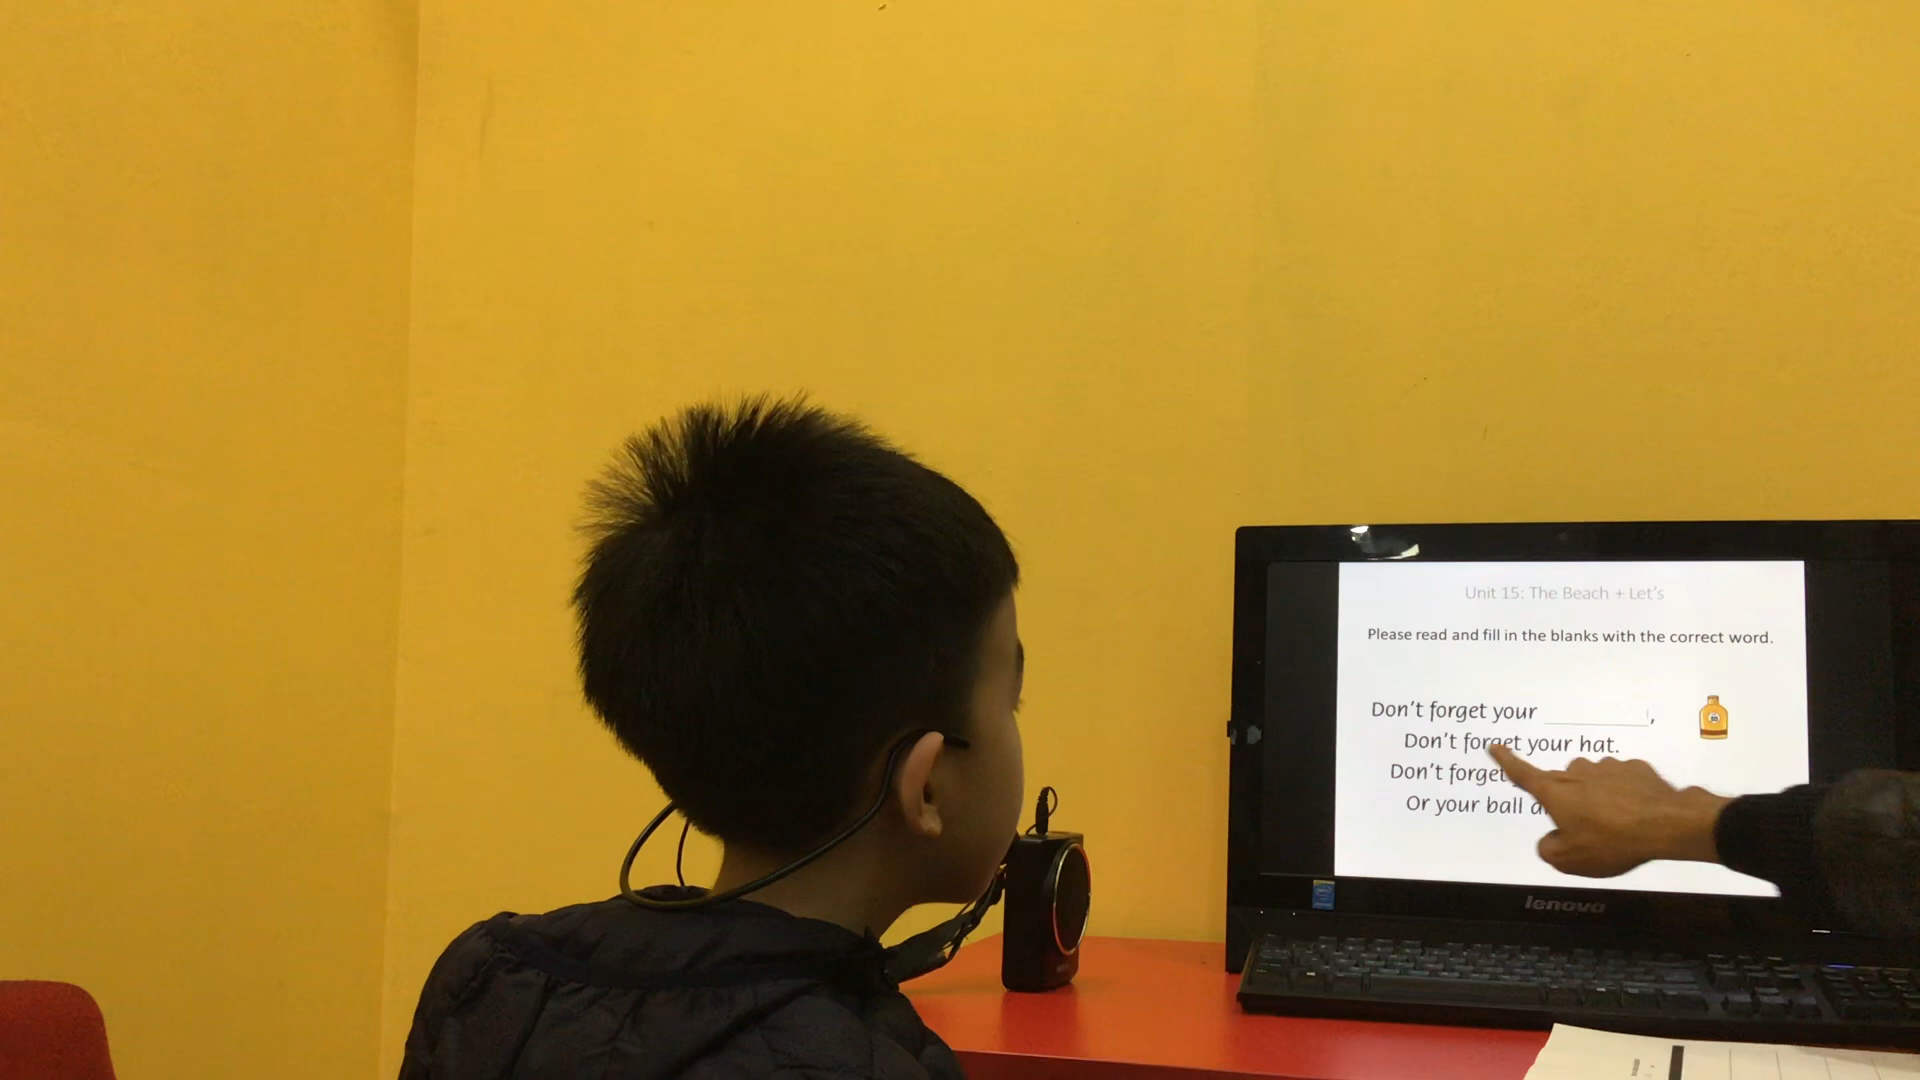 Unit 15: The Beach + Let's
Please read and fill in the blanks with the correct word.
Don't forget your __________,
Don't forget your hat.
Don't forget
Or your ball
lenovo